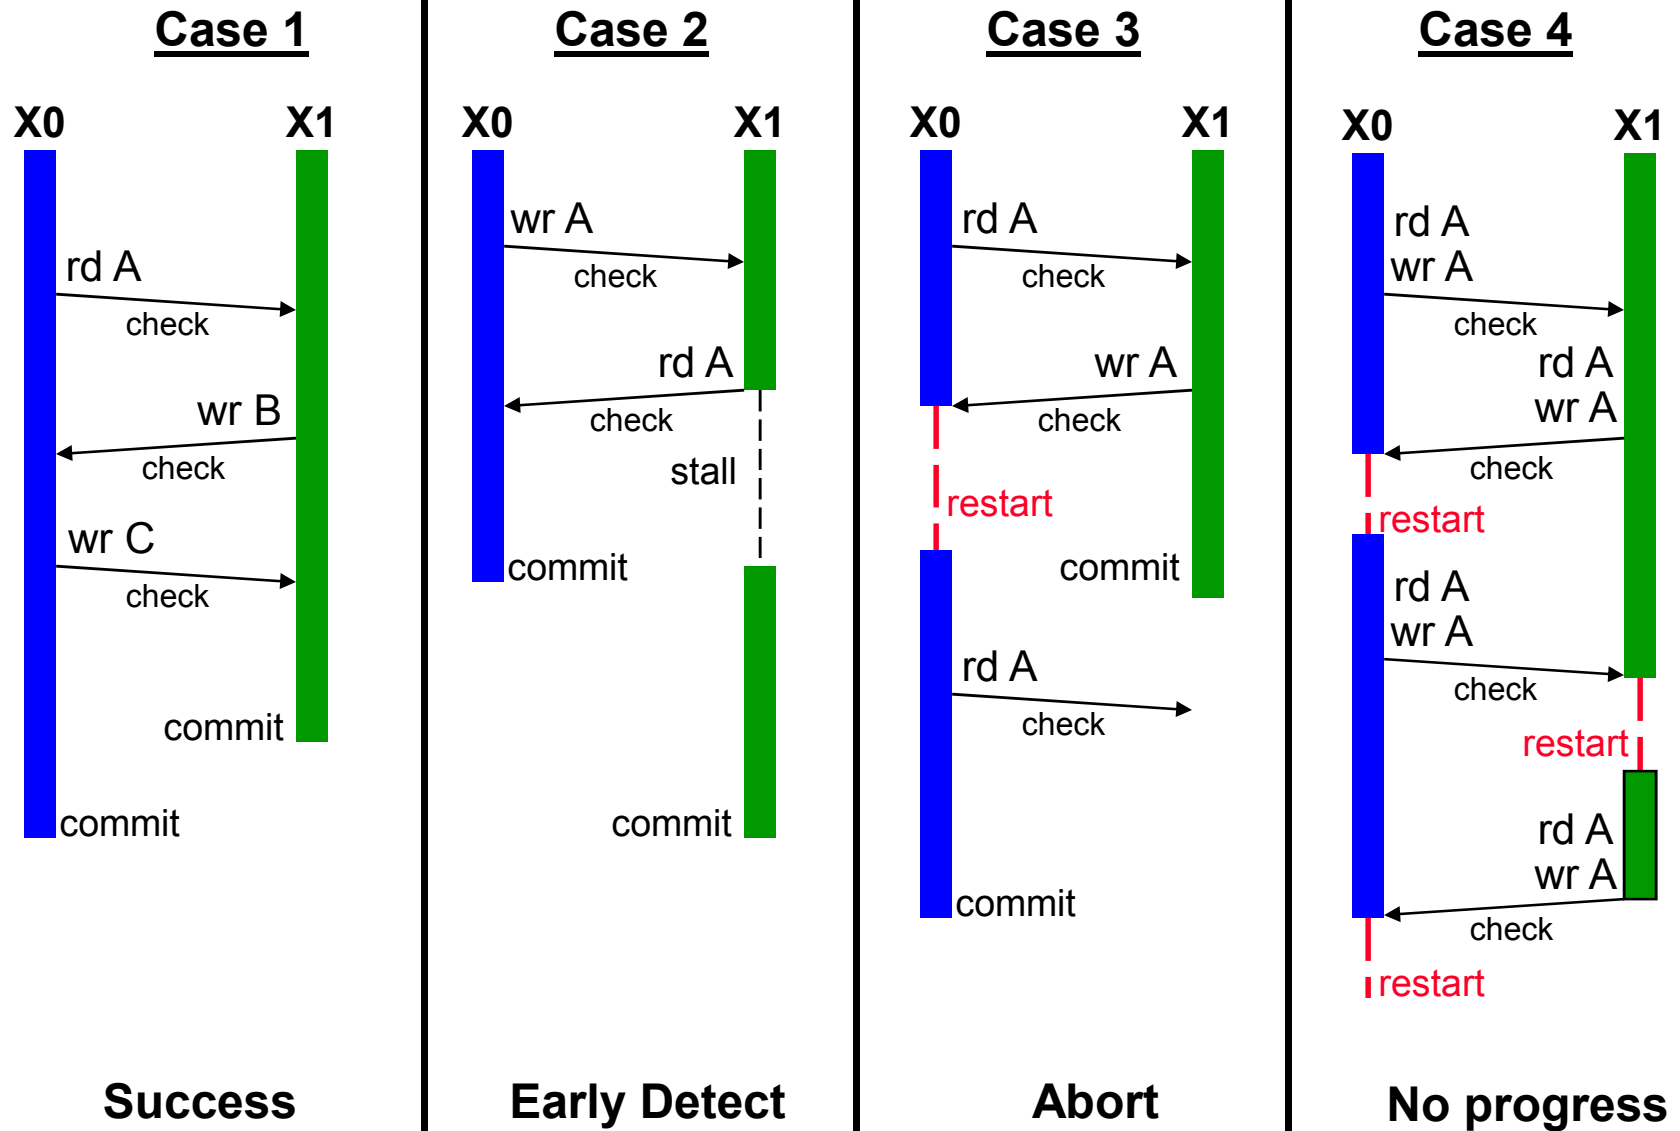 Case 1
X0 X1
rd A
check
wr B
check
wr C
check
commit
commit
Success
Case 2
X0 X1
wr A
check
rd A
check
stall
commit
commit
Early Detect
Case 3
X0 X1
rd A
check
wr A
check
restart
commit
rd A
check
commit
Abort
Case 4
X0 X1
rd A
wr A
check
rd A
wr A
check
restart
rd A
wr A
check
restart
rd A
wr A
check
restart
No progress